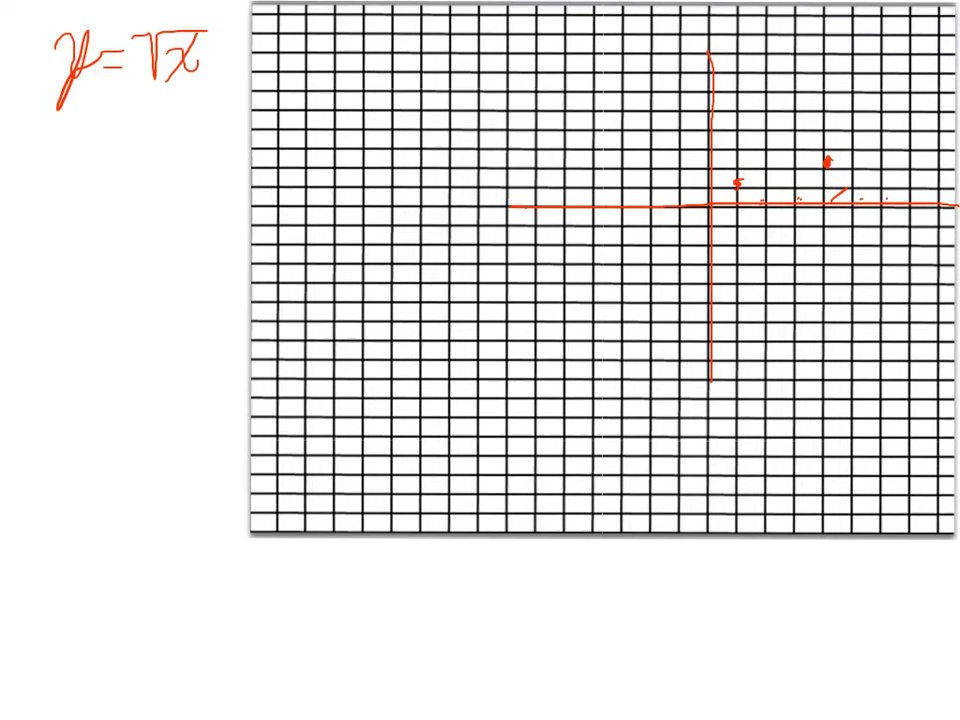 y = √x